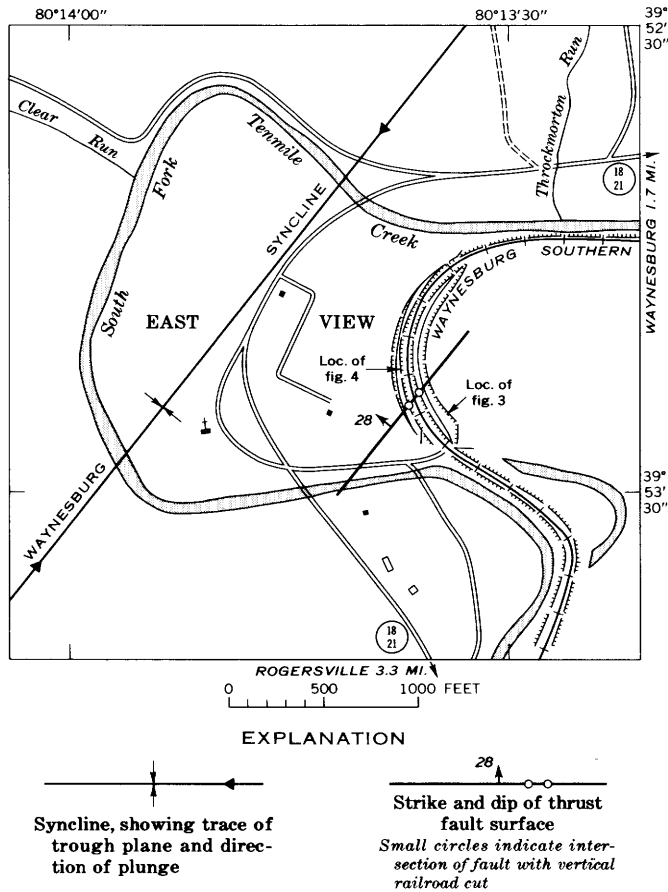 80°14'00"
80°13'30"
39°
52'
30"
Clear
Run
Tenmile
Fork
South
Creek
Throckmorton
Run
18
21
WAYNESBURG 1.7 MI.
SYNCLINE
WAYNESBURG
SOUTHERN
EAST
VIEW
Loc. of
fig. 4
Loc. of
fig. 3
28
39°
53'
30"
WAYNESBURG
18
21
ROGERSVILLE 3.3 MI.
0 500 1000 FEET
EXPLANATION
28
Syncline, showing trace of
trough plane and direc-
tion of plunge
Strike and dip of thrust
fault surface
Small circles indicate inter-
section of fault with vertical
railroad cut